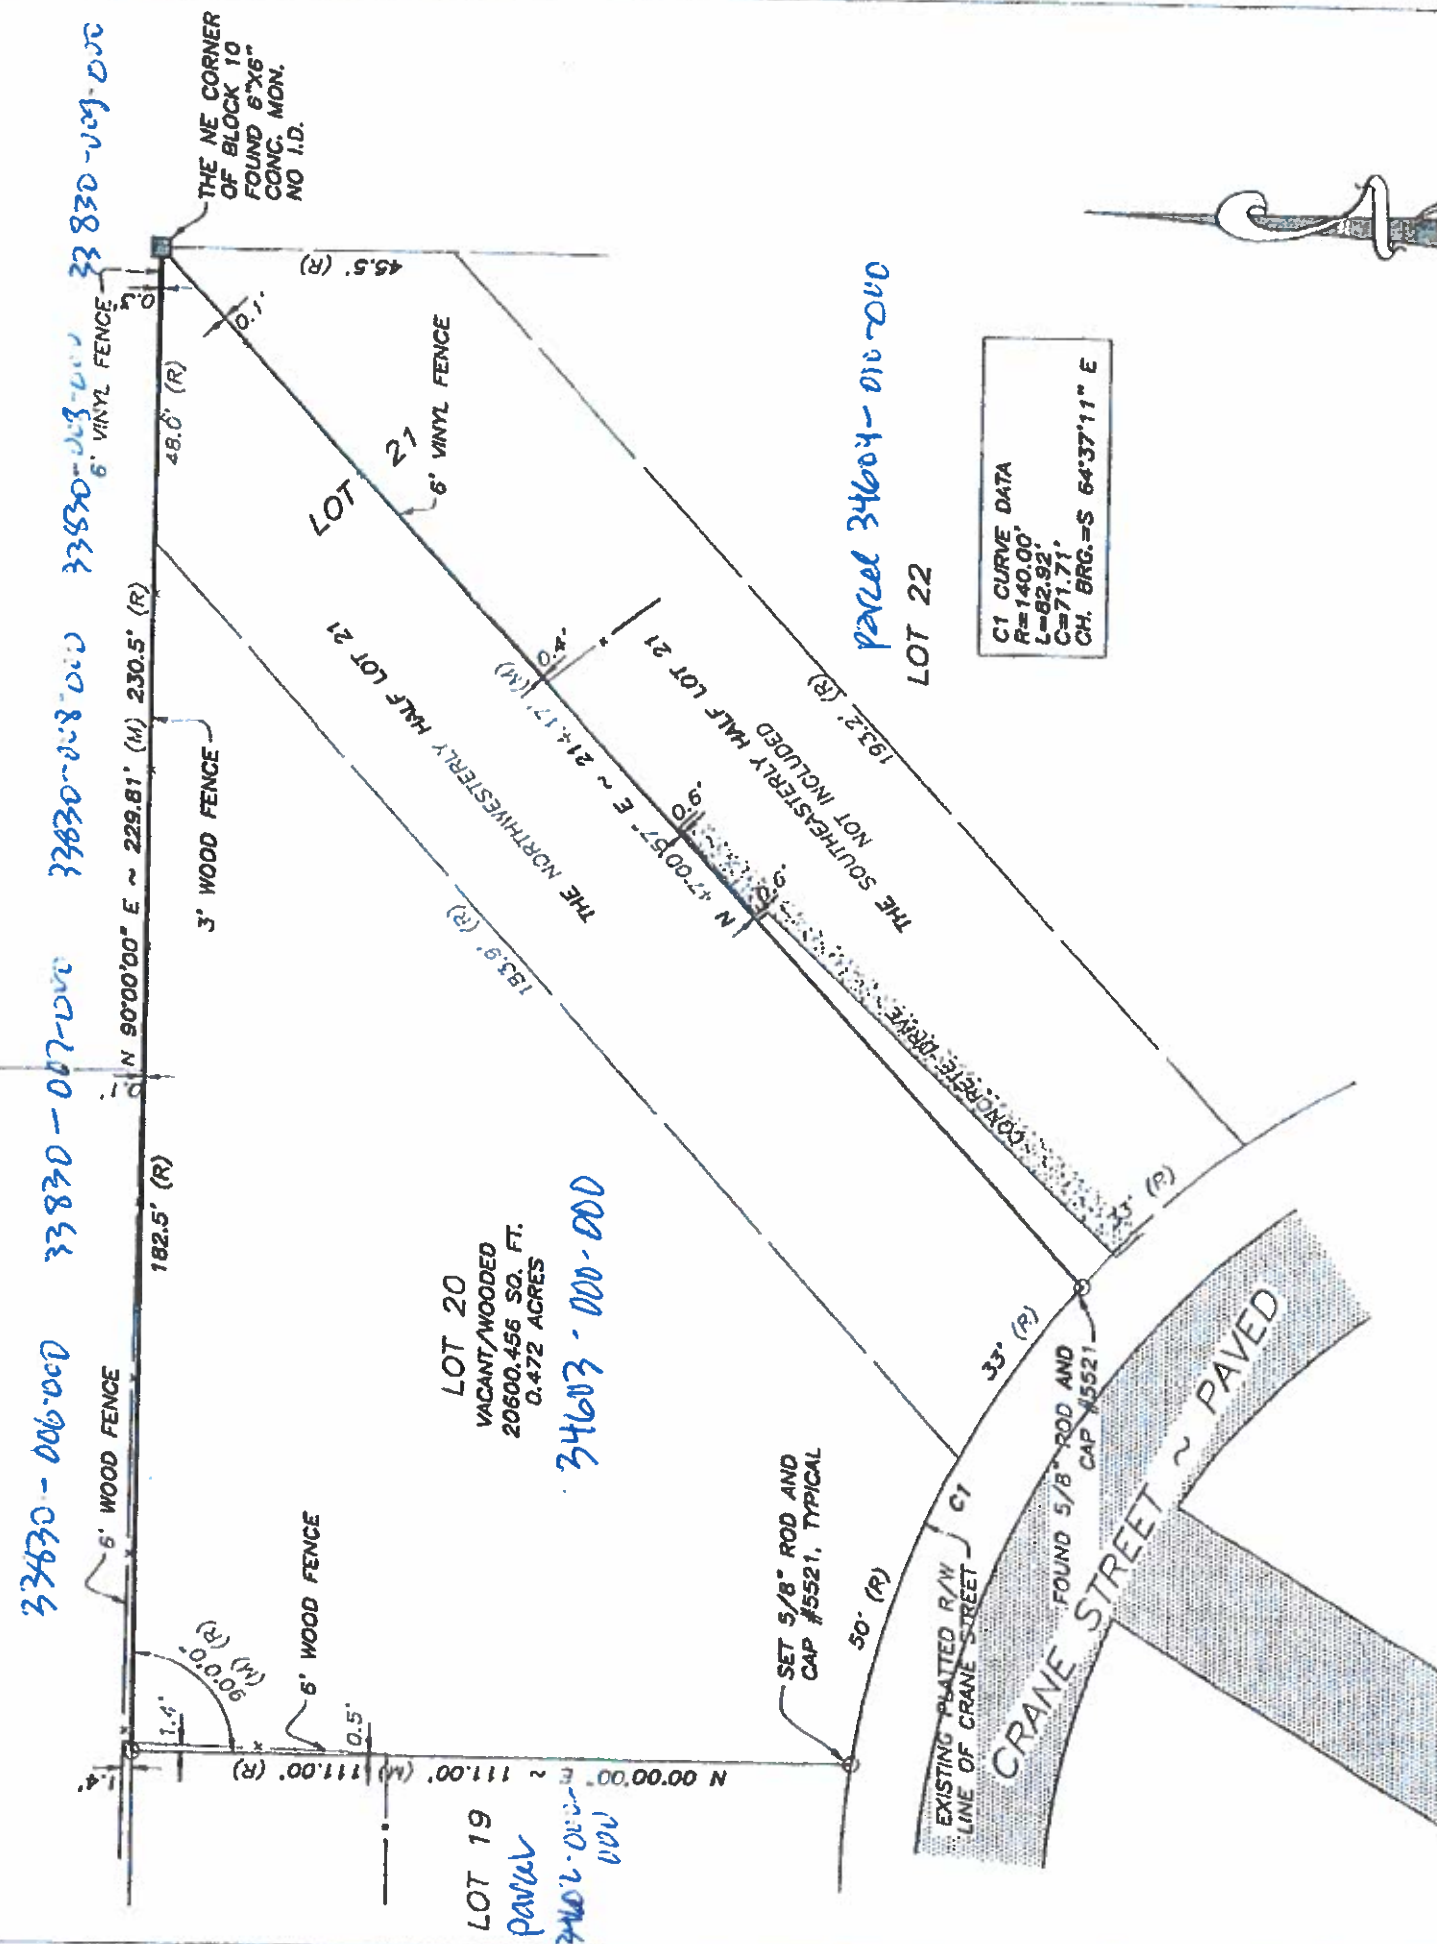 33830-006-000
33830-007-000
33830-008-000
33830-009-000
6' WOOD FENCE
182.5' (R)
N 90°00'00" E ~ 229.81' (M) 230.5' (R)
3' WOOD FENCE
48.0' (R)
6' VINYL FENCE
THE NE CORNER
OF BLOCK 10
FOUND 6"X6"
CONC. MON.
NO I.D.
45.5' (R)
0.1'
LOT 21
6' VINYL FENCE
90°0'0"
(M) (R)
1.4'
1.4'
6' WOOD FENCE
0.5'
N 00°00'00" E ~ 111.00' (M) 111.00' (R)
LOT 19
parcel
LOT 20
VACANT/WOODED
20600.456 SQ. FT.
0.472 ACRES
34603-000-000
183.9' (R)
THE NORTHWESTERLY HALF LOT 21
N 47°00'57" E ~ 214.17' (M)
0.6'
0.6'
THE SOUTHEASTERLY HALF LOT 21
NOT INCLUDED
193.2' (R)
CONCRETE DRIVE
parcel 34604-010-000
LOT 22
C1 CURVE DATA
R=140.00'
L=82.92'
C=71.71'
CH. BRG.=S 64°37'11" E
SET 5/8" ROD AND
CAP #5521, TYPICAL
50' (R)
C1
33' (R)
33' (R)
EXISTING PLATTED R/W
LINE OF CRANE STREET
FOUND 5/8" ROD AND
CAP #5521
CRANE STREET ~ PAVED